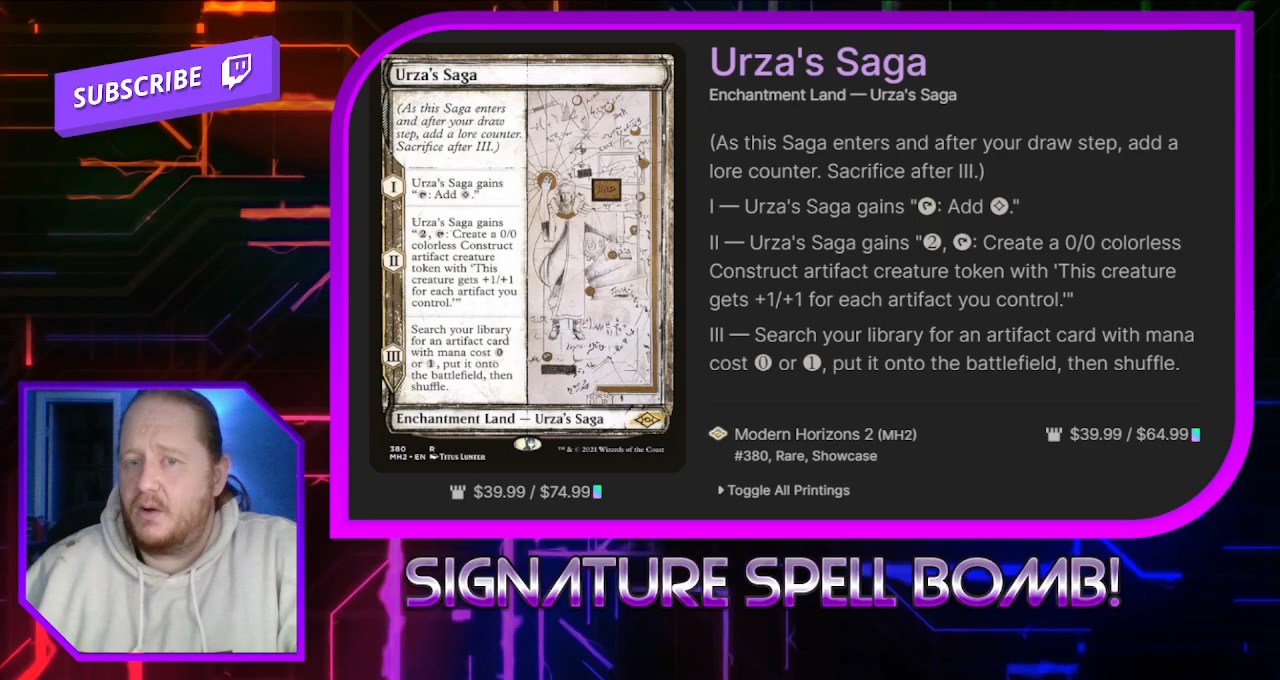 SUBSCRIBE
Urza's Saga
(As this Saga enters
and after your draw
step, add a lore counter.
Sacrifice after III.)
I
Urza's Saga gains
": Add ."
II
Urza's Saga gains
"2, : Create a 0/0
colorless Construct
artifact creature
token with 'This
creature gets +1/+1
for each artifact you
control.'"
III
Search your library
for an artifact card
with mana cost 0
or 1, put it onto
the battlefield, then
shuffle.
Enchantment Land — Urza's Saga
380 R
MH2 • EN TITUS LUNTER
™ & © 2021 Wizards of the Coast
$39.99 / $74.99
Urza's Saga
Enchantment Land — Urza's Saga
(As this Saga enters and after your draw step, add a
lore counter. Sacrifice after III.)
I — Urza's Saga gains ": Add ."
II — Urza's Saga gains "2, : Create a 0/0 colorless
Construct artifact creature token with 'This creature
gets +1/+1 for each artifact you control.'"
III — Search your library for an artifact card with mana
cost 0 or 1, put it onto the battlefield, then shuffle.
Modern Horizons 2 (MH2)
#380, Rare, Showcase
$39.99 / $64.99
Toggle All Printings
SIGNATURE SPELL BOMB!